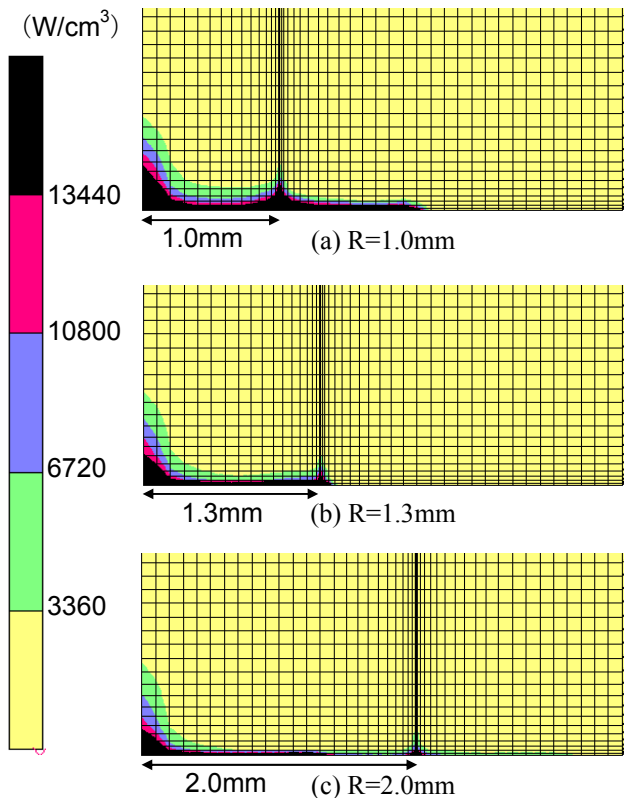 （W/cm³）
13440
10800
6720
3360
1.0mm
(a) R=1.0mm
1.3mm
(b) R=1.3mm
2.0mm
(c) R=2.0mm